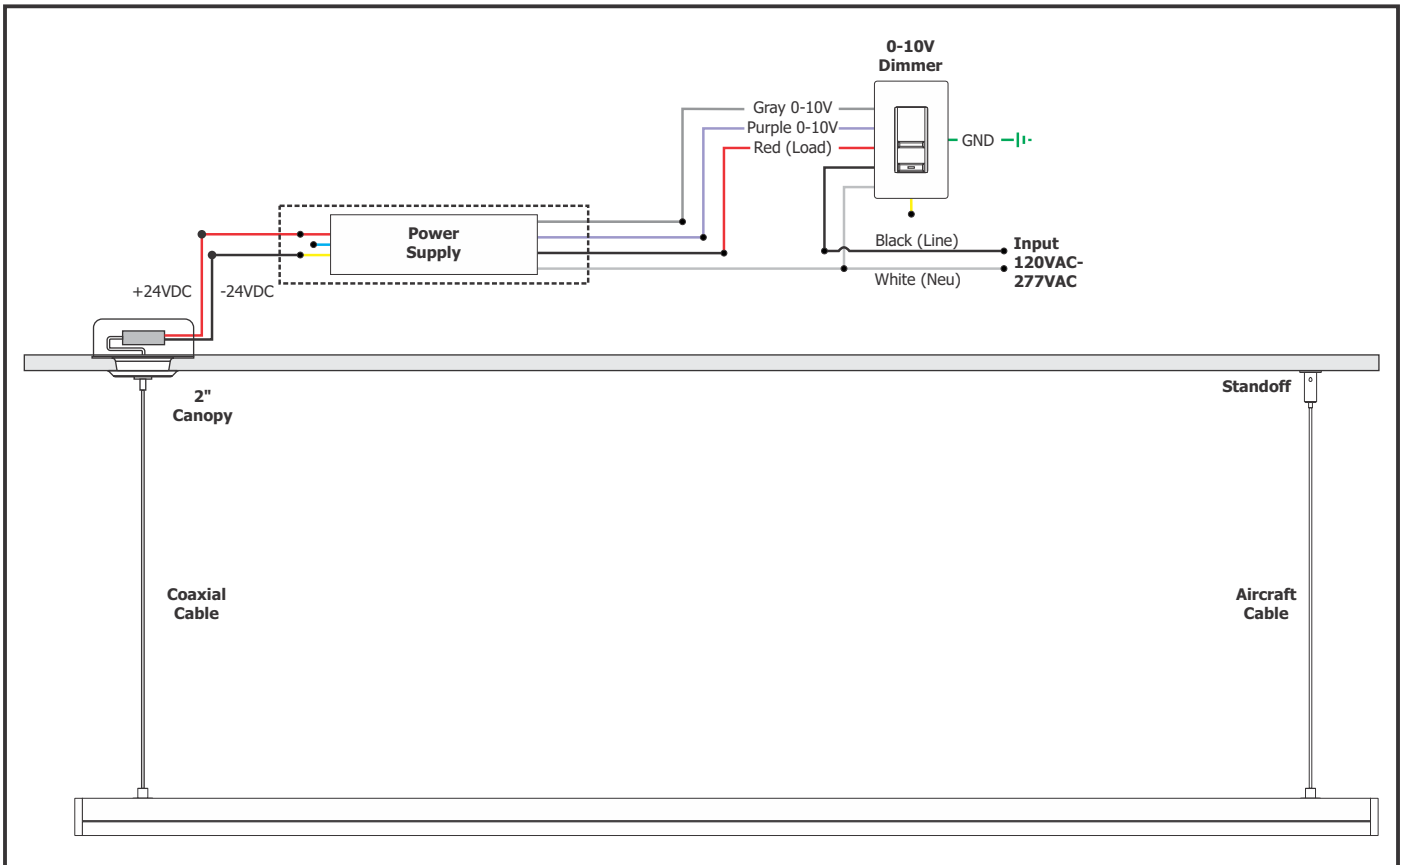 0-10V
Dimmer
Gray 0-10V
Purple 0-10V
Red (Load)
GND
Power
Supply
Black (Line)
White (Neu)
Input
120VAC-
277VAC
+24VDC
-24VDC
2"
Canopy
Standoff
Coaxial
Cable
Aircraft
Cable